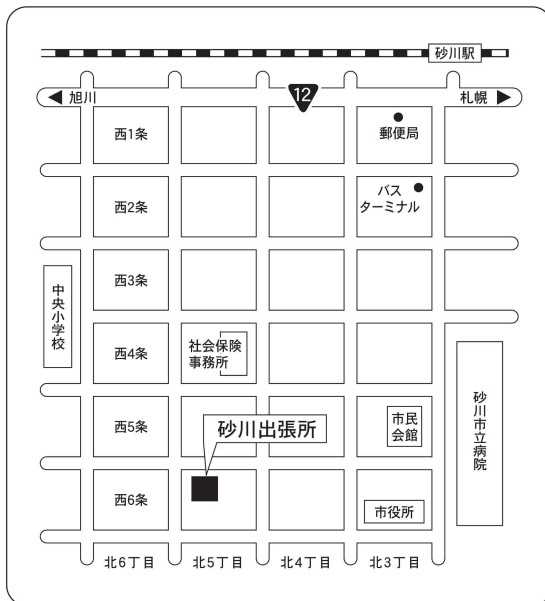 砂川駅
旭川
12
札幌
西1条
郵便局
西2条
バス
ターミナル
西3条
中央小学校
西4条
社会保険
事務所
砂川市立病院
西5条
砂川出張所
市民
会館
西6条
市役所
北6丁目
北5丁目
北4丁目
北3丁目